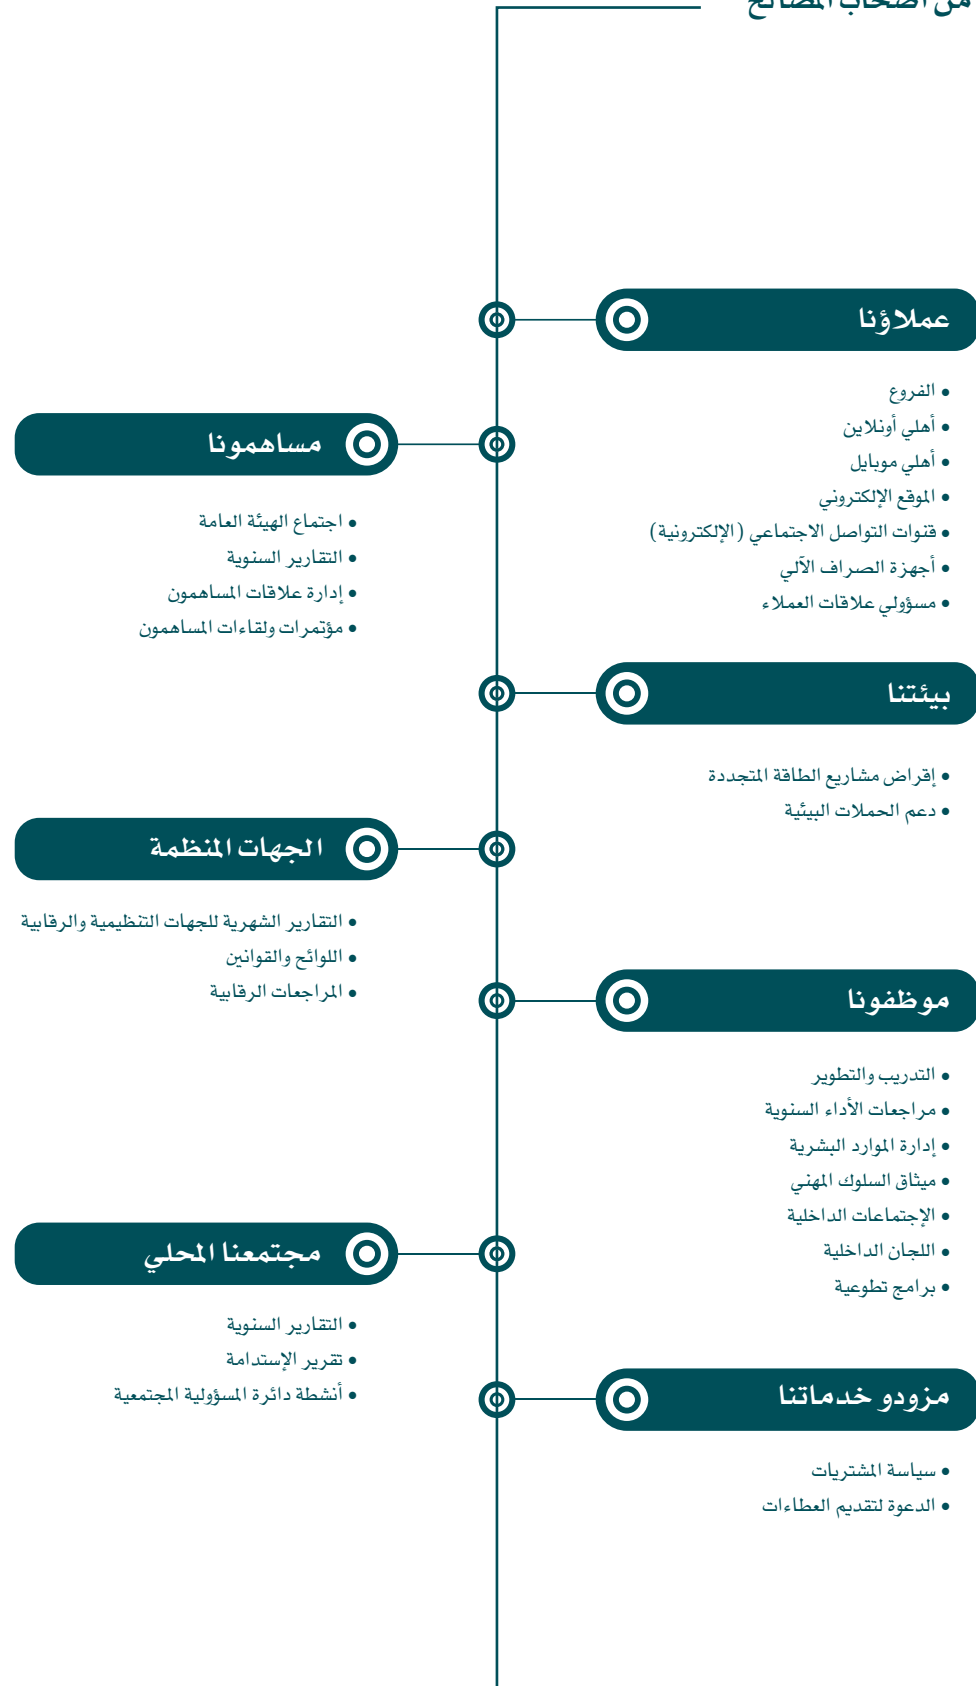 من أصحاب المصالح
عملاؤنا
• الفروع
• أهلي أونلاين
• أهلي موبايل
• الموقع الإلكتروني
• قنوات التواصل الاجتماعي (الإلكترونية)
• أجهزة الصراف الآلي
• مسؤولي علاقات العملاء
مساهمونا
• اجتماع الهيئة العامة
• التقارير السنوية
• إدارة علاقات المساهمون
• مؤتمرات ولقاءات المساهمون
بيئتنا
• إقراض مشاريع الطاقة المتجددة
• دعم الحملات البيئية
الجهات المنظمة
• التقارير الشهرية للجهات التنظيمية والرقابية
• اللوائح والقوانين
• المراجعات الرقابية
موظفونا
• التدريب والتطوير
• مراجعات الأداء السنوية
• إدارة الموارد البشرية
• ميثاق السلوك المهني
• الإجتماعات الداخلية
• اللجان الداخلية
• برامج تطوعية
مجتمعنا المحلي
• التقارير السنوية
• تقرير الإستدامة
• أنشطة دائرة المسؤولية المجتمعية
مزودو خدماتنا
• سياسة المشتريات
• الدعوة لتقديم العطاءات